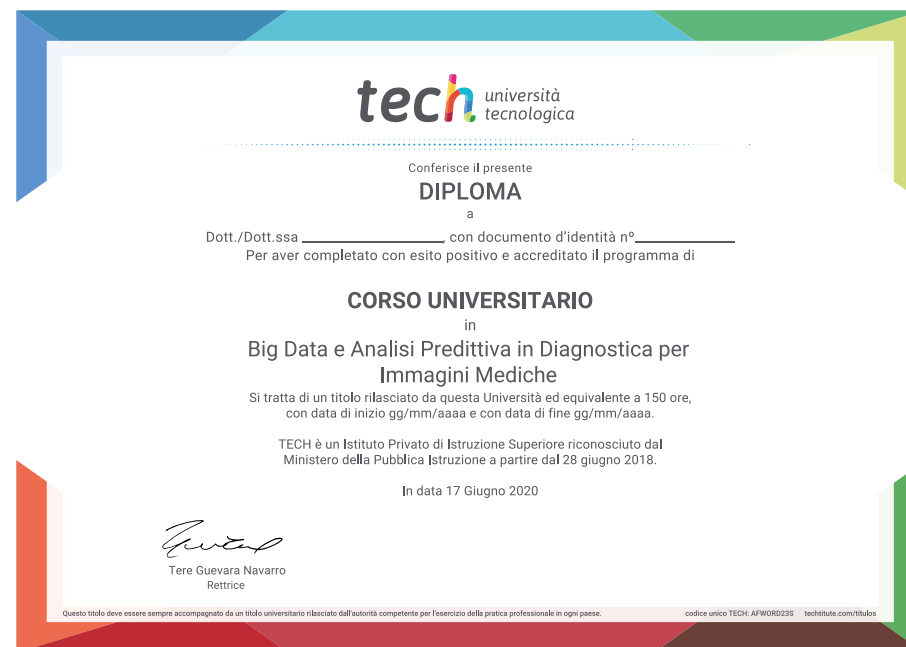 tech università
tecnologica
Conferisce il presente
DIPLOMA
a
Dott./Dott.ssa ____________________, con documento d'identità nº______________
Per aver completato con esito positivo e accreditato il programma di
CORSO UNIVERSITARIO
in
Big Data e Analisi Predittiva in Diagnostica per
Immagini Mediche
Si tratta di un titolo rilasciato da questa Università ed equivalente a 150 ore,
con data di inizio gg/mm/aaaa e con data di fine gg/mm/aaaa.
TECH è un Istituto Privato di Istruzione Superiore riconosciuto dal
Ministero della Pubblica Istruzione a partire dal 28 giugno 2018.
In data 17 Giugno 2020
Tere Guevara Navarro
Rettrice
Questo titolo deve essere sempre accompagnato da un titolo universitario rilasciato dall'autorità competente per l'esercizio della pratica professionale in ogni paese. codice unico TECH: AFWORD23S techtitute.com/títulos